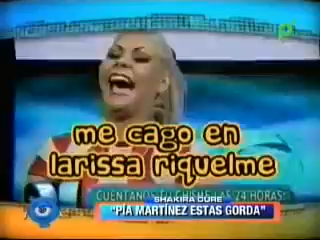 me cago en
larissa riquelme
CUENTANOS TU CHISME LAS 24 HORAS:
SHAKIRA CURE
"PÍA MARTÍNEZ ESTAS GORDA"